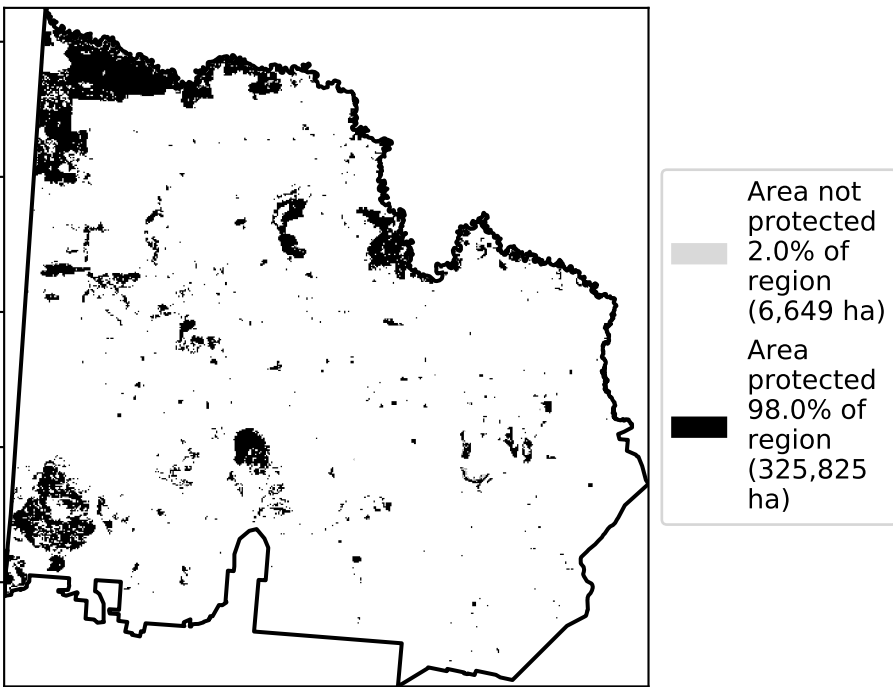 Area not
protected
2.0% of
region
(6,649 ha)
Area
protected
98.0% of
region
(325,825
ha)